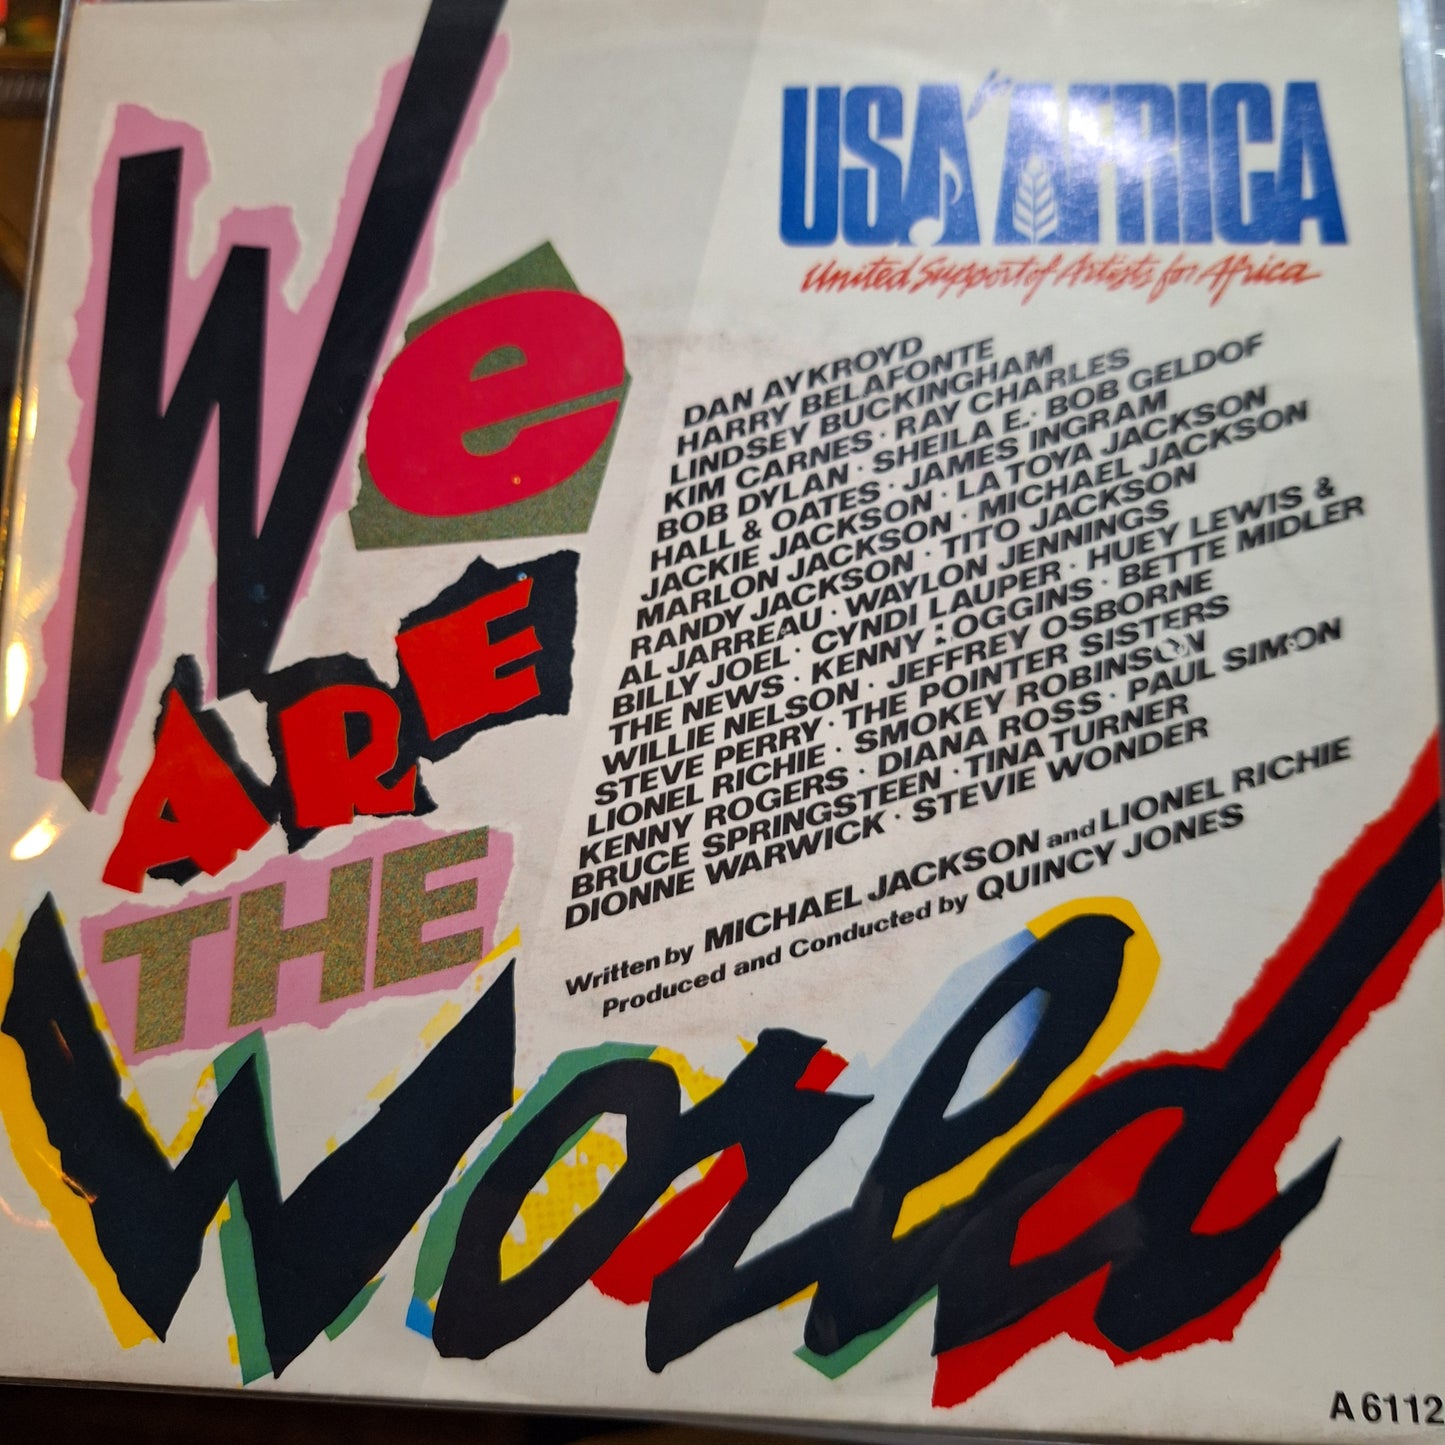 We
ARE
THE
World
for
USA AFRICA
United Support of Artists for Africa
DAN AYKROYD
HARRY BELAFONTE
LINDSEY BUCKINGHAM
KIM CARNES · RAY CHARLES
BOB DYLAN · SHEILA E. · BOB GELDOF
HALL & OATES · JAMES INGRAM
JACKIE JACKSON · LA TOYA JACKSON
MARLON JACKSON · MICHAEL JACKSON
RANDY JACKSON · TITO JACKSON
AL JARREAU · WAYLON JENNINGS
BILLY JOEL · CYNDI LAUPER · HUEY LEWIS &
THE NEWS · KENNY LOGGINS · BETTE MIDLER
WILLIE NELSON · JEFFREY OSBORNE
STEVE PERRY · THE POINTER SISTERS
LIONEL RICHIE · SMOKEY ROBINSON
KENNY ROGERS · DIANA ROSS · PAUL SIMON
BRUCE SPRINGSTEEN · TINA TURNER
DIONNE WARWICK · STEVIE WONDER
Written by MICHAEL JACKSON and LIONEL RICHIE
Produced and Conducted by QUINCY JONES
A 6112